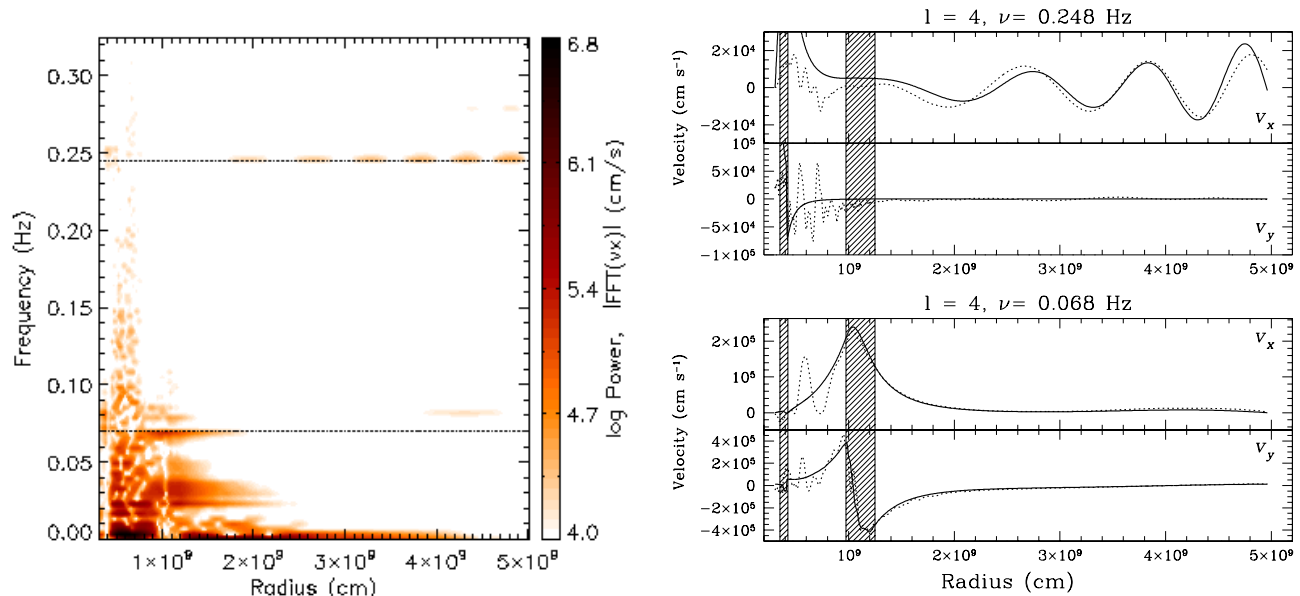 0.30
0.25
0.20
0.15
0.10
0.05
0.00
Frequency (Hz)
1×10⁹ 2×10⁹ 3×10⁹ 4×10⁹ 5×10⁹
Radius (cm)
6.8
6.1
5.4
4.7
4.0
log Power, |FFT(vx)| (cm/s)
l = 4, ν= 0.248 Hz
2×10⁴
0
−2×10⁴
Vx
10⁵
5×10⁴
0
−5×10⁴
−1×10⁵
Vy
Velocity (cm s⁻¹)
10⁹ 2×10⁹ 3×10⁹ 4×10⁹ 5×10⁹
l = 4, ν= 0.068 Hz
2×10⁵
10⁵
0
Vx
4×10⁵
2×10⁵
0
−2×10⁵
−4×10⁵
Vy
Velocity (cm s⁻¹)
10⁹ 2×10⁹ 3×10⁹ 4×10⁹ 5×10⁹
Radius (cm)